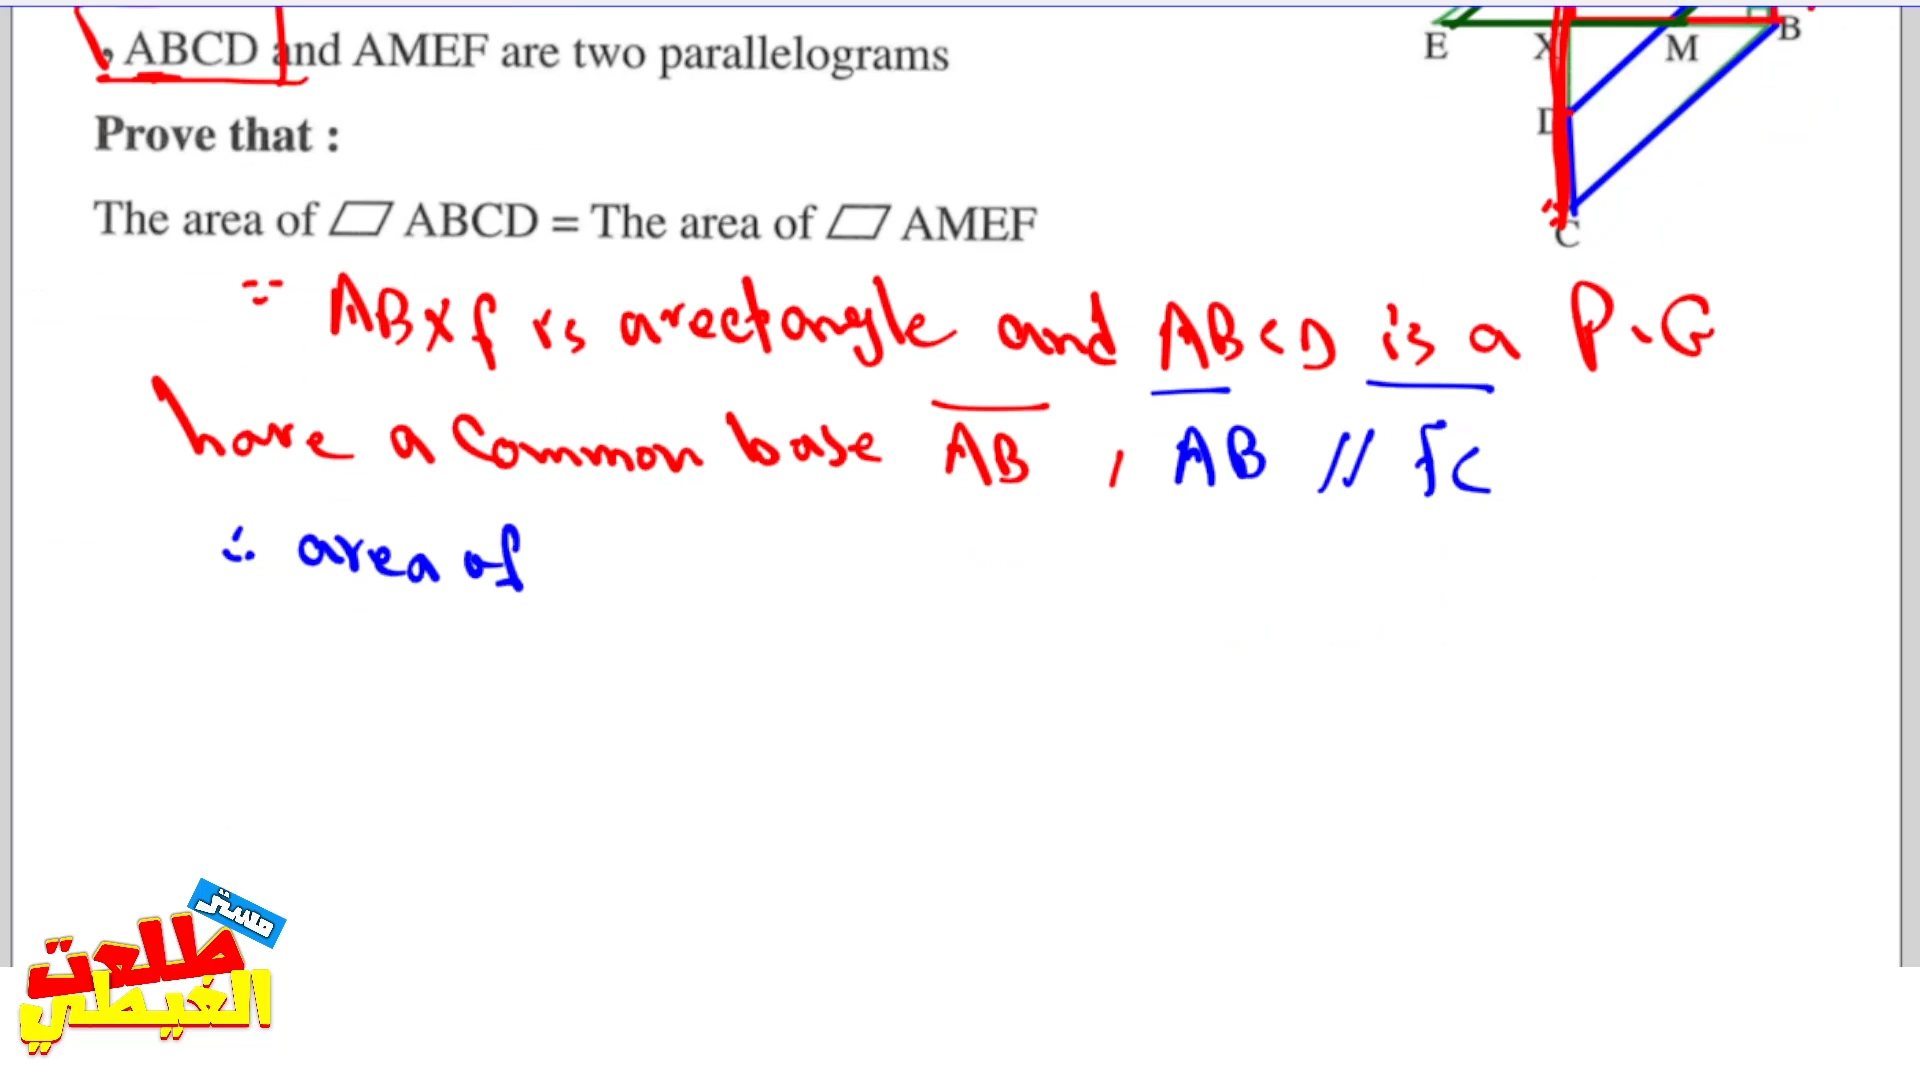 , ABCD and AMEF are two parallelograms
Prove that :
The area of ▱ ABCD = The area of ▱ AMEF
E X M B
D
C
∵ ABXf is a rectangle and ABCD is a P.G
have a common base AB , AB // fC
∴ area of
مستر
طلعت
الغيطي